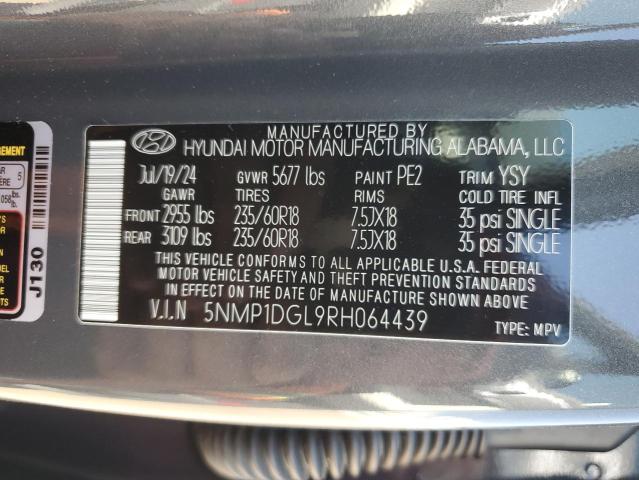 MANUFACTURED BY
HYUNDAI MOTOR MANUFACTURING ALABAMA, LLC
Jul/19/24 GVWR 5677 lbs PAINT PE2 TRIM YSY
GAWR TIRES RIMS COLD TIRE INFL
FRONT 2955 lbs 235/60R18 7.5JX18 35 psi SINGLE
REAR 3109 lbs 235/60R18 7.5JX18 35 psi SINGLE
THIS VEHICLE CONFORMS TO ALL APPLICABLE U.S.A. FEDERAL
MOTOR VEHICLE SAFETY AND THEFT PREVENTION STANDARDS
IN EFFECT ON THE DATE OF MANUFACTURE SHOWN ABOVE.
V.I.N 5NMP1DGL9RH064439
TYPE: MPV
J130
5
lbs.